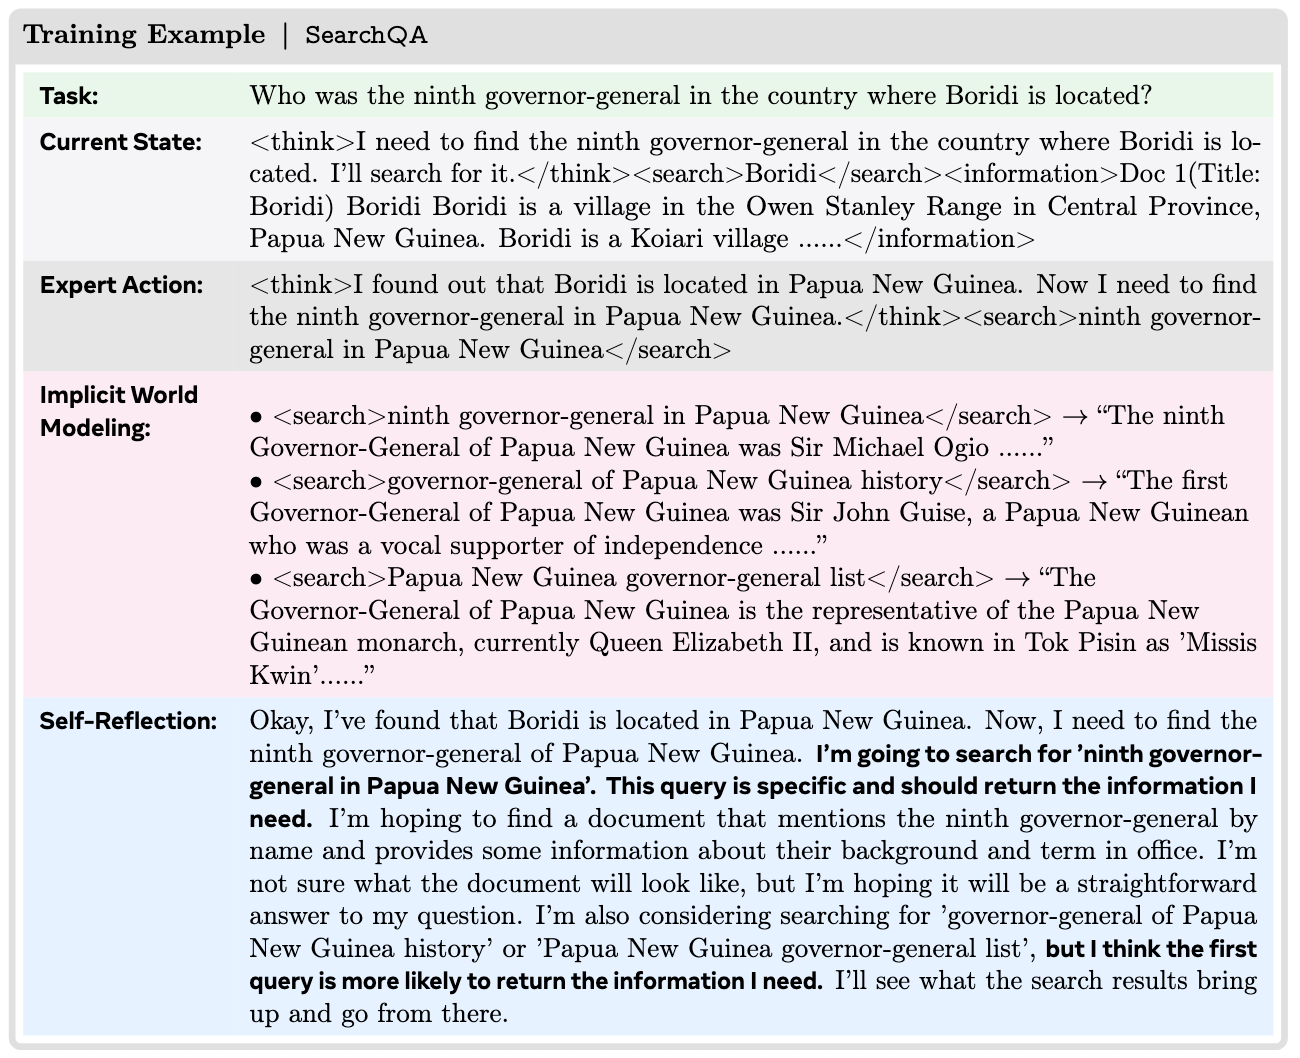 Training Example | SearchQA
Task: Who was the ninth governor-general in the country where Boridi is located?
Current State: <think>I need to find the ninth governor-general in the country where Boridi is lo-
cated. I'll search for it.</think><search>Boridi</search><information>Doc 1(Title:
Boridi) Boridi Boridi is a village in the Owen Stanley Range in Central Province,
Papua New Guinea. Boridi is a Koiari village ......</information>
Expert Action: <think>I found out that Boridi is located in Papua New Guinea. Now I need to find
the ninth governor-general in Papua New Guinea.</think><search>ninth governor-
general in Papua New Guinea</search>
Implicit World
Modeling:
• <search>ninth governor-general in Papua New Guinea</search> → “The ninth
Governor-General of Papua New Guinea was Sir Michael Ogio ......”
• <search>governor-general of Papua New Guinea history</search> → “The first
Governor-General of Papua New Guinea was Sir John Guise, a Papua New Guinean
who was a vocal supporter of independence ......”
• <search>Papua New Guinea governor-general list</search> → “The
Governor-General of Papua New Guinea is the representative of the Papua New
Guinean monarch, currently Queen Elizabeth II, and is known in Tok Pisin as ’Missis
Kwin’......”
Self-Reflection: Okay, I’ve found that Boridi is located in Papua New Guinea. Now, I need to find the
ninth governor-general of Papua New Guinea. I’m going to search for ’ninth governor-
general in Papua New Guinea’. This query is specific and should return the information I
need. I’m hoping to find a document that mentions the ninth governor-general by
name and provides some information about their background and term in office. I’m
not sure what the document will look like, but I’m hoping it will be a straightforward
answer to my question. I’m also considering searching for ’governor-general of Papua
New Guinea history’ or ’Papua New Guinea governor-general list’, but I think the first
query is more likely to return the information I need. I’ll see what the search results bring
up and go from there.